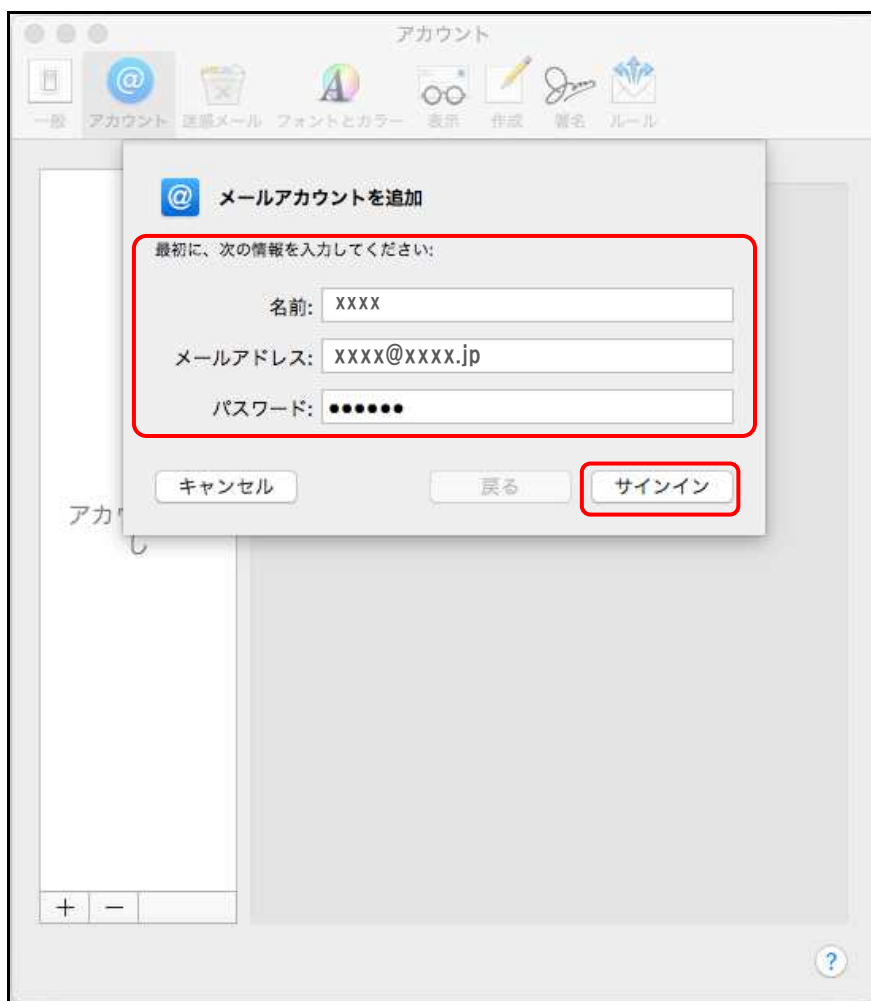 アカウント
一般 アカウント 迷惑メール フォントとカラー 表示 作成 署名 ルール
メールアカウントを追加
最初に、次の情報を入力してください:
名前: xxxx
メールアドレス: xxxx@xxxx.jp
パスワード: ●●●●●●
キャンセル 戻る サインイン
アカ
し
+ −
?